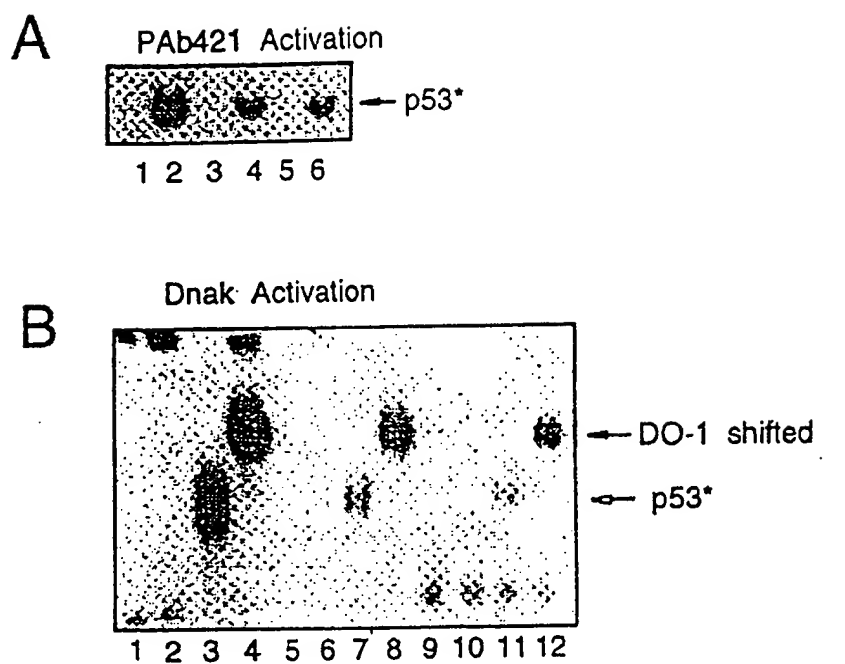 A
PAb421 Activation
p53*
1 2 3 4 5 6
Dnak Activation
B
DO-1 shifted
p53*
1 2 3 4 5 6 7 8 9 10 11 12